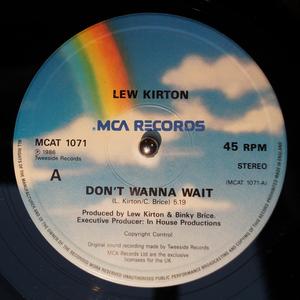 LEW KIRTON
MCA RECORDS
MCAT 1071
45 RPM
℗ 1986
Tweeside Records
STEREO
A
(MCAT 1071-A)
DON'T WANNA WAIT
(L. Kirton/C. Brice) 5.19
Produced by Lew Kirton & Binky Brice.
Executive Producer: In House Productions
Copyright Control
Original sound recording made by Tweeside Records
MCA Records Ltd are the exclusive
licensees for the UK